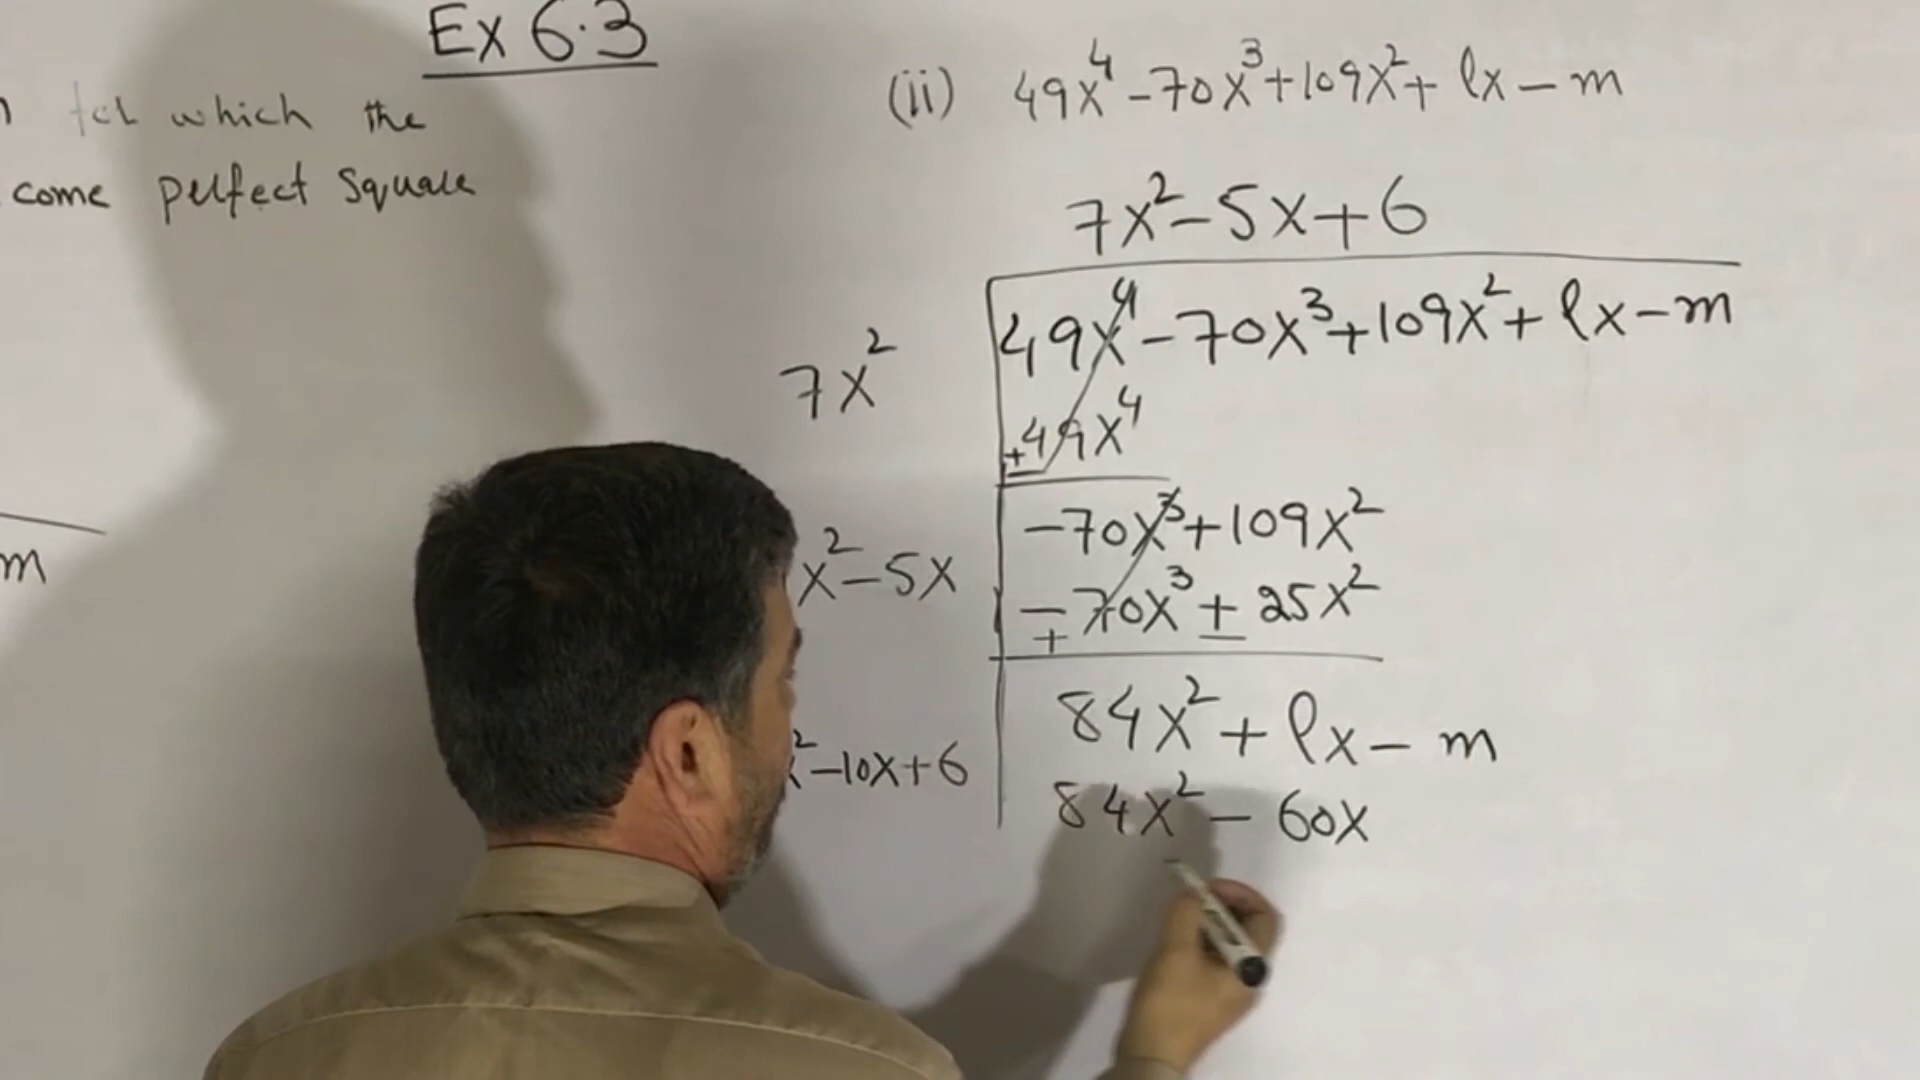 Ex 6.3
which the
come perfect square
m
(ii) 49x⁴ - 70x³ + 109x² + lx - m
7x² - 5x + 6
7x² 49x⁴ - 70x³ + 109x² + lx - m
+49x⁴
-
x² - 5x -70x³ + 109x²
-70x³ + 25x²
+ -
84x² + lx - m
x² - 10x + 6 84x² - 60x